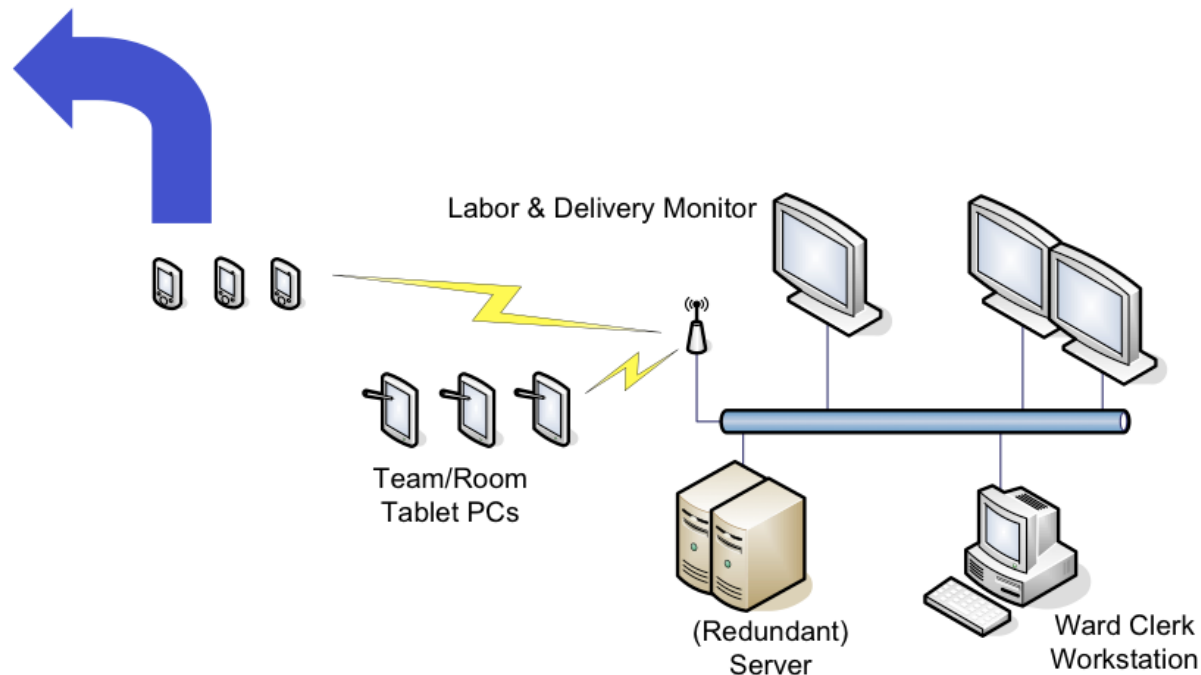 Labor & Delivery Monitor
Team/Room
Tablet PCs
(Redundant)
Server
Ward Clerk
Workstation